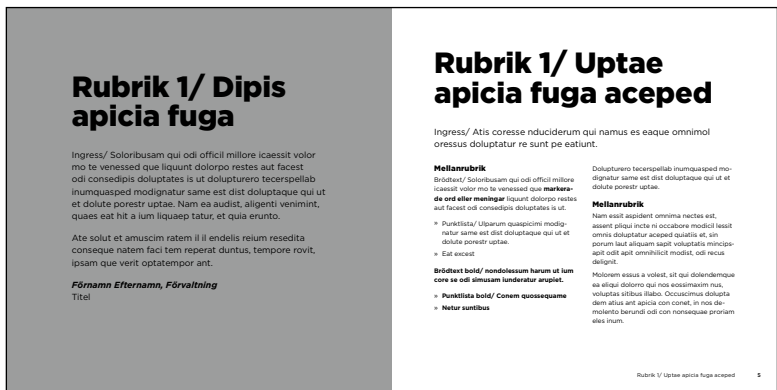 Rubrik 1/ Dipis
apicia fuga
Ingress/ Soloribusam qui odi officil millore icaessit volor
mo te venessed que liquunt dolorpo restes aut facest
odi consedipis doluptates is ut dolupturero tecerspellab
inumquasped modignatur same est dist doluptaque qui ut
et dolute porestr uptae. Nam ea audist, aligenti venimint,
quaes eat hit a ium liquaep tatur, et quia erunto.
Ate solut et amuscim ratem il il endelis reium resedita
conseque natem faci tem reperat duntus, tempore rovit,
ipsam que verit optatempor ant.
Förnamn Efternamn, Förvaltning
Titel
Rubrik 1/ Uptae
apicia fuga aceped
Ingress/ Atis coresse nduciderum qui namus es eaque omnimol
oressus doluptatur re sunt pe eatiunt.
Mellanrubrik
Brödtext/ Soloribusam qui odi officil millore
icaessit volor mo te venessed que markera-
de ord eller meningar liquunt dolorpo restes
aut facest odi consedipis doluptates is ut.
» Punktlista/ Ulparum quaspicimi modig-
natur same est dist doluptaque qui ut et
dolute porestr uptae.
» Eat excest
Brödtext bold/ nondolessum harum ut ium
core se odi simusam iunderatur arupiet.
» Punktlista bold/ Conem quossequame
» Netur suntibus
Dolupturero tecerspellab inumquasped mo-
dignatur same est dist doluptaque qui ut et
dolute porestr uptae.
Mellanrubrik
Nam essit aspident omnima nectes est,
assent pliqui incte ni occabore modicil lessit
omnis doluptatur aceped quiatiis et, sin
porum laut aliquam sapit voluptatis mincips-
apit odit apit omnihilicit modist, odi recus
delignit.
Molorem essus a volest, sit qui dolendemque
ea eliqui dolorro qui nos eossimaxim nus,
voluptas sitibus illabo. Occuscimus dolupta
dem atius ant apicia con conet, in nos de-
molento berundi odi con nonsequae proriam
eles inum.
Rubrik 1/ Uptae apicia fuga aceped 5